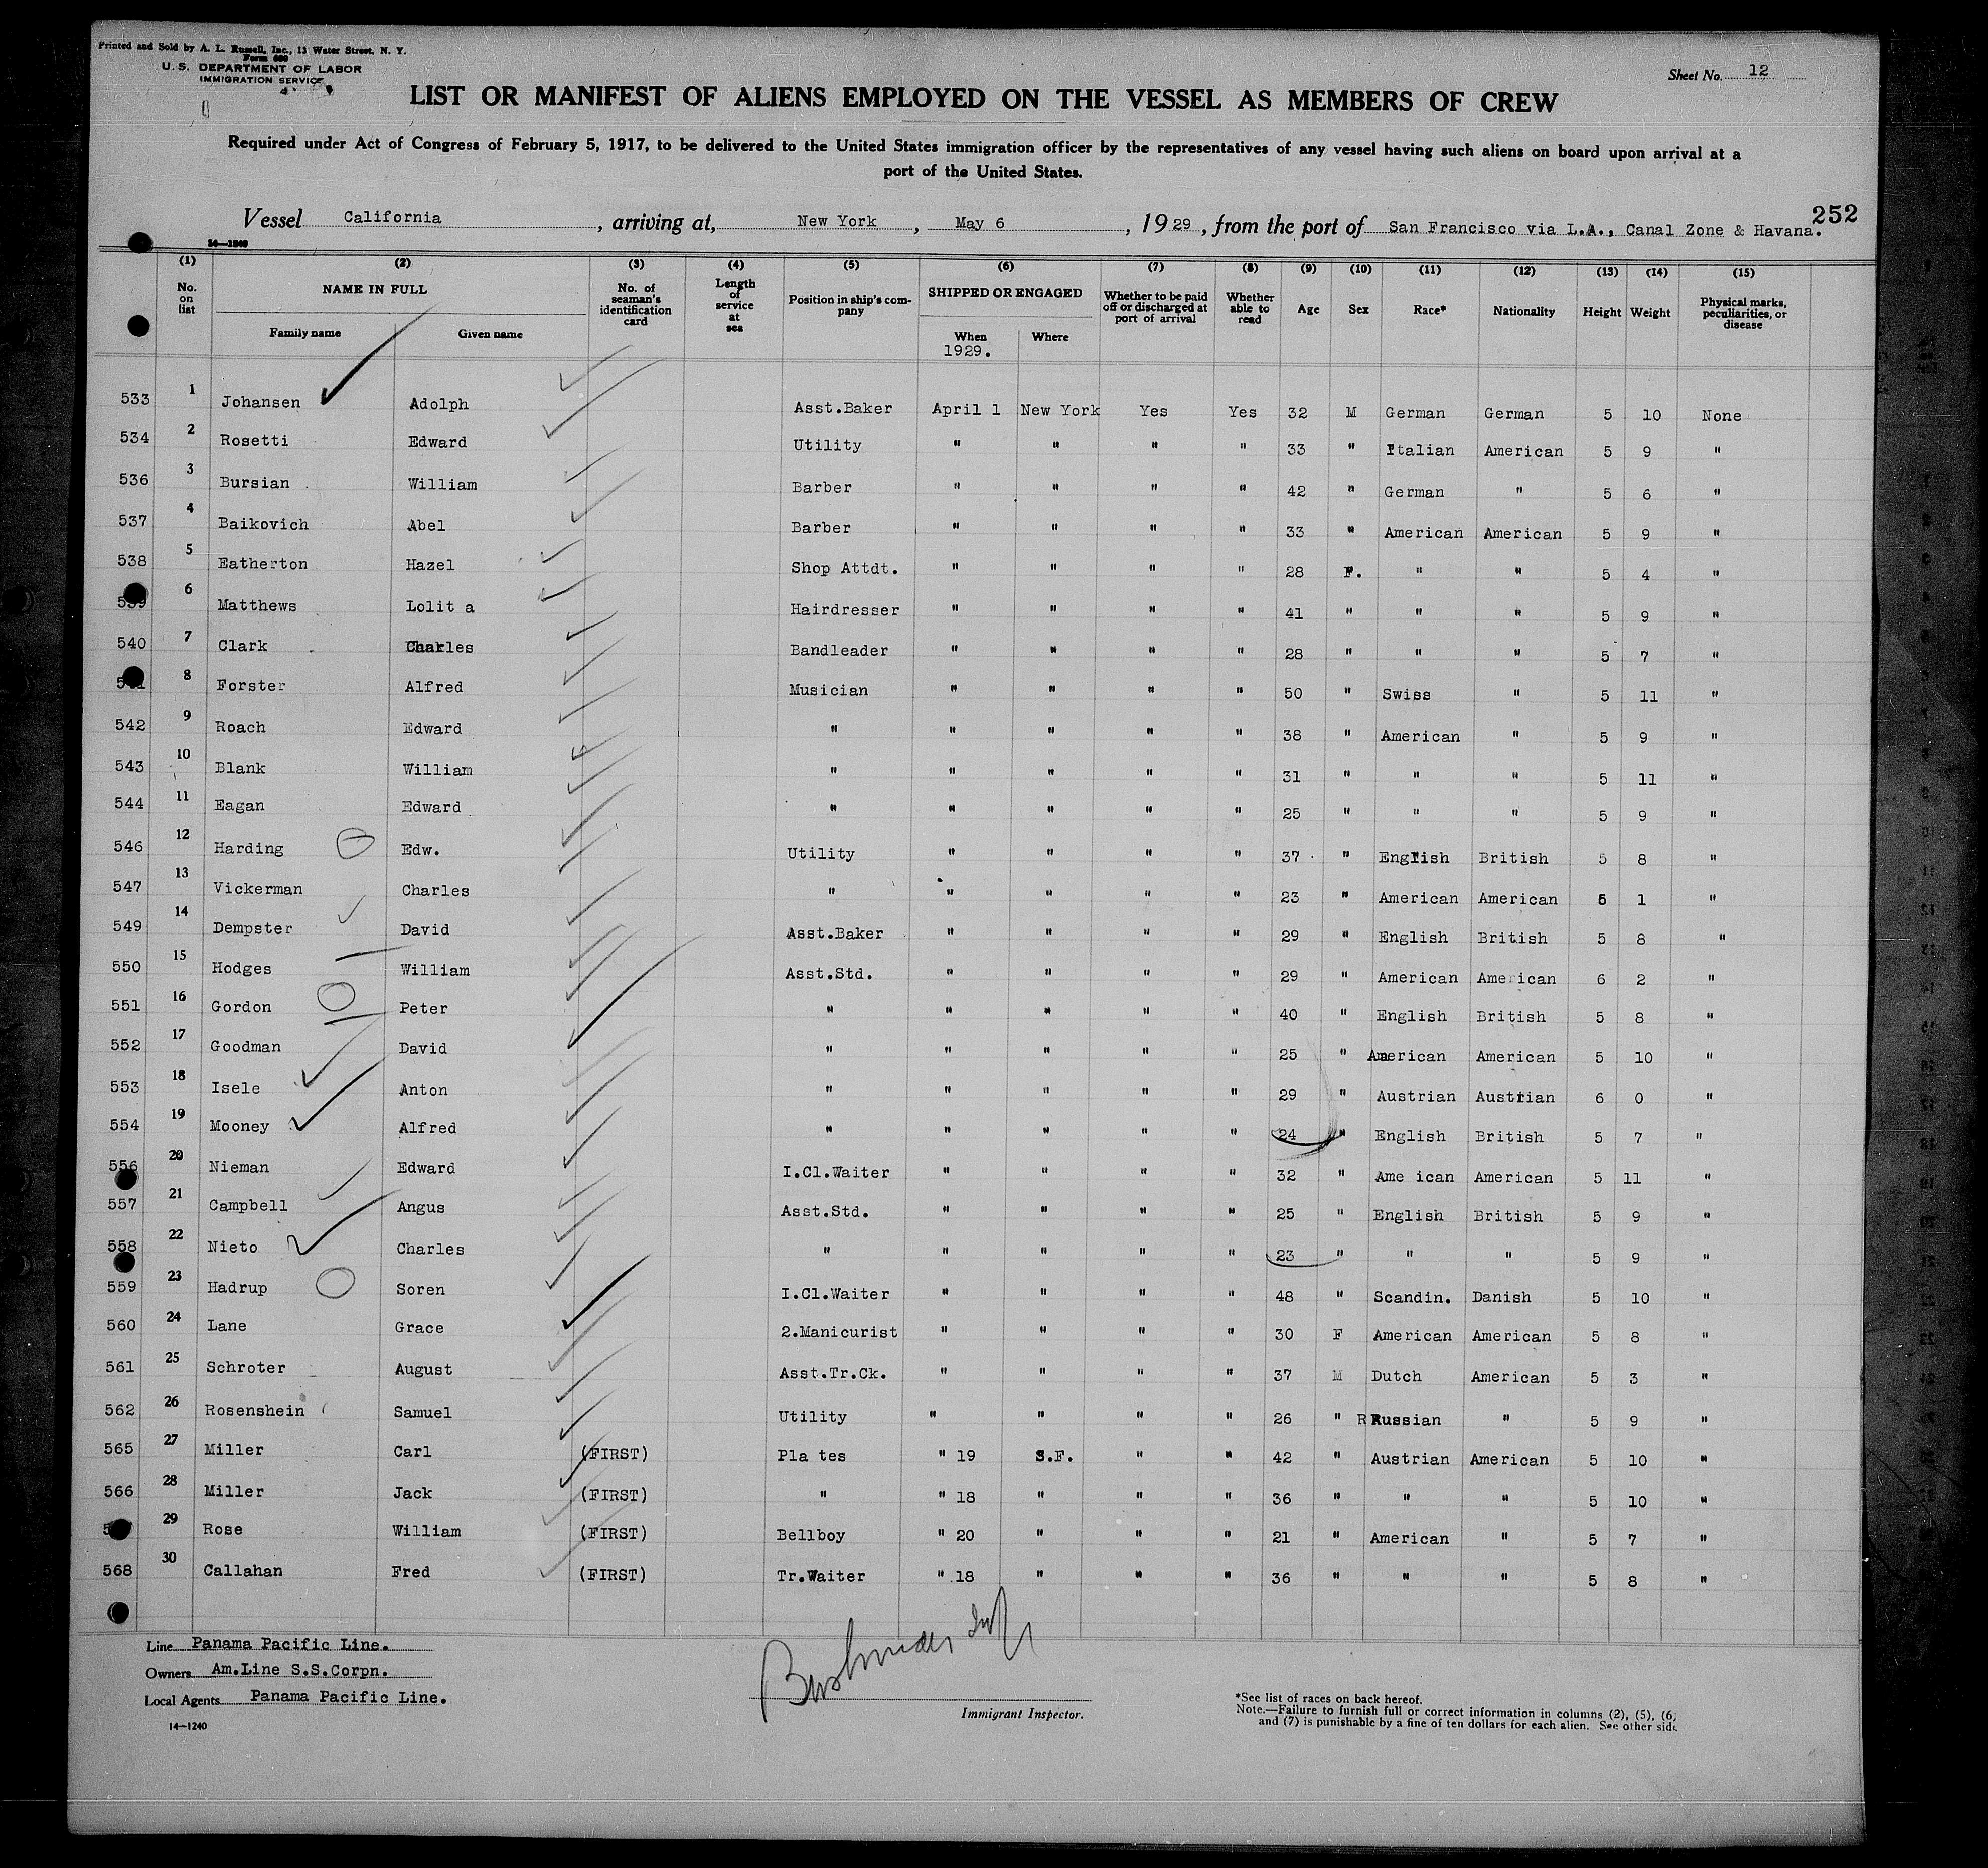 Printed and Sold by A. L. Russell, Inc., 11 Water Street, N. Y.
Form 680
U. S. DEPARTMENT OF LABOR
IMMIGRATION SERVICE
Sheet No. 12
LIST OR MANIFEST OF ALIENS EMPLOYED ON THE VESSEL AS MEMBERS OF CREW
Required under Act of Congress of February 5, 1917, to be delivered to the United States immigration officer by the representatives of any vessel having such aliens on board upon arrival at a
port of the United States.
252
Vessel California, arriving at, New York, May 6, 1929, from the port of San Francisco via L.A., Canal Zone & Havana.
14—1240
(1) (2) (3) (4) (5) (6) (7) (8) (9) (10) (11) (12) (13) (14) (15)
No. on list NAME IN FULL Family name Given name No. of seaman's identification card Length of service at sea Position in ship's company SHIPPED OR ENGAGED When 1929. Where Whether to be paid off or discharged at port of arrival Whether able to read Age Sex Race* Nationality Height Weight Physical marks, peculiarities, or disease
533 1 Johansen Adolph Asst.Baker April 1 New York Yes Yes 32 M German German 5 10 None
534 2 Rosetti Edward Utility " " " " 33 " Italian American 5 9 "
536 3 Bursian William Barber " " " " 42 " German " 5 6 "
537 4 Baikovich Abel Barber " " " " 33 " American American 5 9 "
538 5 Eatherton Hazel Shop Attdt. " " " " 28 F. " " 5 4 "
539 6 Matthews Lolit a Hairdresser " " " " 41 " " " 5 9 "
540 7 Clark Charles Bandleader " " " " 28 " " " 5 7 "
541 8 Forster Alfred Musician " " " " 50 " Swiss " 5 11 "
542 9 Roach Edward " " " " " 38 " American " 5 9 "
543 10 Blank William " " " " " 31 " " " 5 11 "
544 11 Eagan Edward " " " " " 25 " " " 5 9 "
546 12 Harding Edw. Utility " " " " 37 " English British 5 8 "
547 13 Vickerman Charles " " " " " 23 " American American 6 1 "
549 14 Dempster David Asst.Baker " " " " 29 " English British 5 8 "
550 15 Hodges William Asst.Std. " " " " 29 " American American 6 2 "
551 16 Gordon Peter " " " " " 40 " English British 5 8 "
552 17 Goodman David " " " " " 25 " American American 5 10 "
553 18 Isele Anton " " " " " 29 " Austrian Austrian 6 0 "
554 19 Mooney Alfred " " " " " 24 " English British 5 7 "
556 20 Nieman Edward I.Cl.Waiter " " " " 32 " Ame ican American 5 11 "
557 21 Campbell Angus Asst.Std. " " " " 25 " English British 5 9 "
558 22 Nieto Charles " " " " " 23 " " " 5 9 "
559 23 Hadrup Soren I.Cl.Waiter " " " " 48 " Scandin. Danish 5 10 "
560 24 Lane Grace 2.Manicurist " " " " 30 F American American 5 8 "
561 25 Schroter August Asst.Tr.Ck. " " " " 37 M Dutch American 5 3 "
562 26 Rosenshein Samuel Utility " " " " 26 " R Russian " 5 9 "
565 27 Miller Carl (FIRST) Pla tes " 19 S.F. " " 42 " Austrian American 5 10 "
566 28 Miller Jack (FIRST) " " 18 " " " 36 " " " 5 10 "
29 Rose William (FIRST) Bellboy " 20 " " " 21 " American " 5 7 "
568 30 Callahan Fred (FIRST) Tr.Waiter " 18 " " " 36 " " " 5 8 "
Line Panama Pacific Line.
Owners Am.Line S.S.Corpn.
Local Agents Panama Pacific Line.
14—1240
Immigrant Inspector.
*See list of races on back hereof.
Note.—Failure to furnish full or correct information in columns (2), (5), (6)
and (7) is punishable by a fine of ten dollars for each alien. See other side